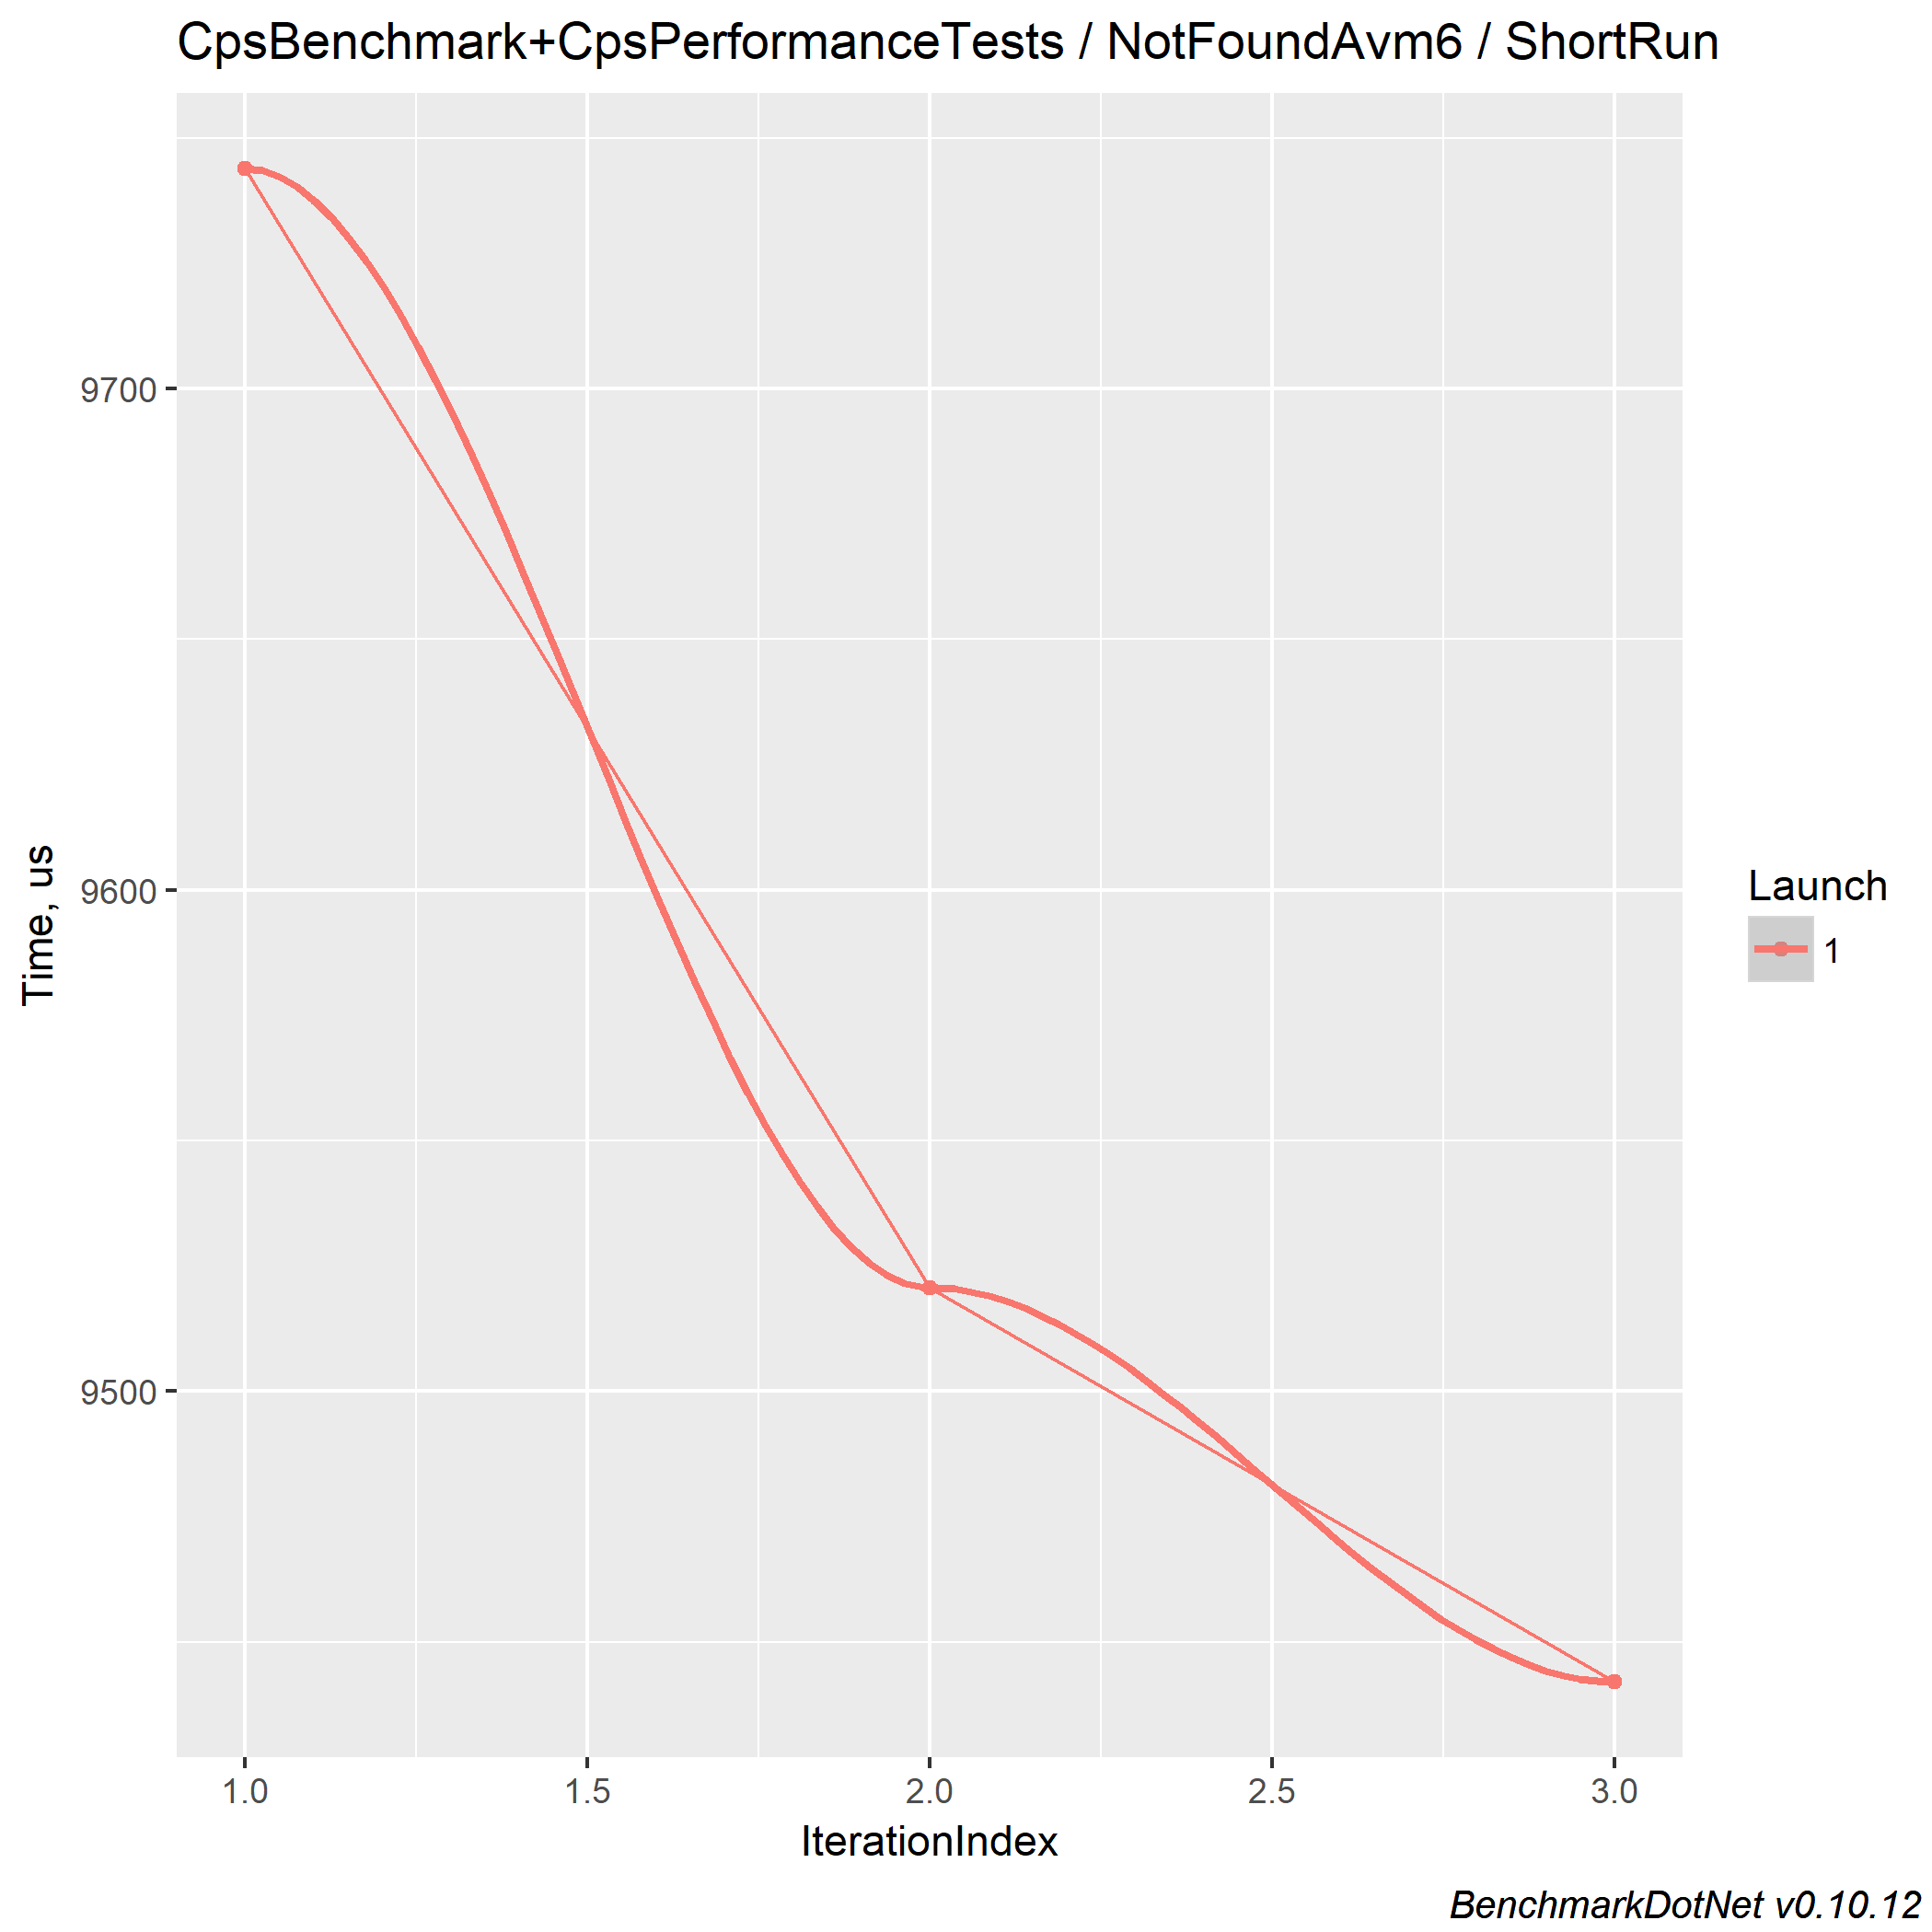 CpsBenchmark+CpsPerformanceTests / NotFoundAvm6 / ShortRun
Time, us
9700
9600
9500
1.0 1.5 2.0 2.5 3.0
IterationIndex
Launch
1
BenchmarkDotNet v0.10.12